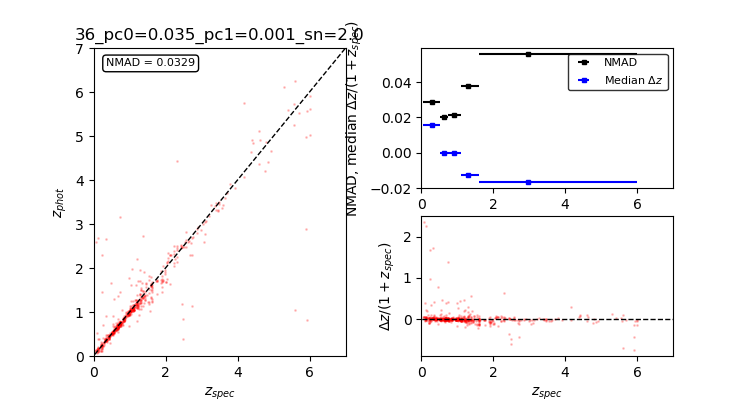 36_pc0=0.035_pc1=0.001_sn=2.0
NMAD = 0.0329
z_phot
7
6
5
4
3
2
1
0
0 2 4 6
z_spec
NMAD, median Δz/(1 + z_spec)
NMAD
Median Δz
0.04
0.02
0.00
−0.02
0 2 4 6
Δz/(1 + z_spec)
2
1
0
0 2 4 6
z_spec